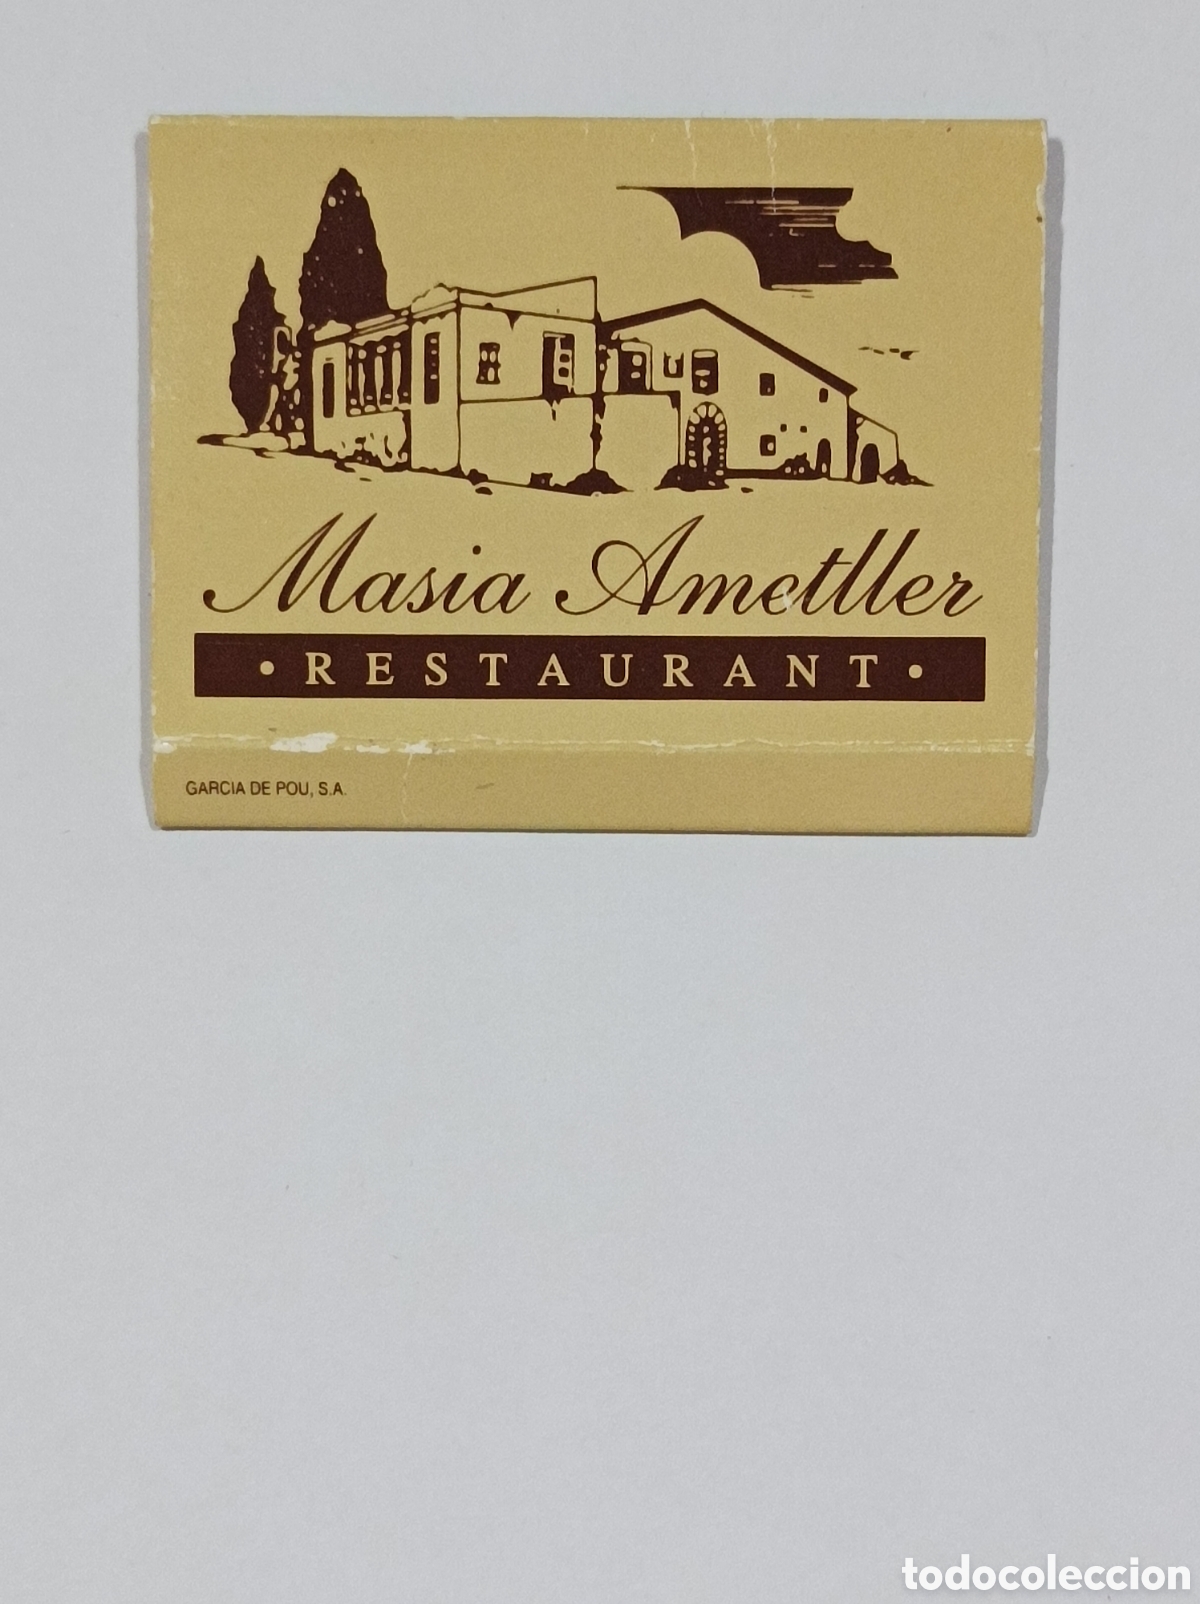 Masia Ametller
• RESTAURANT •
GARCIA DE POU, S.A.
todocoleccion